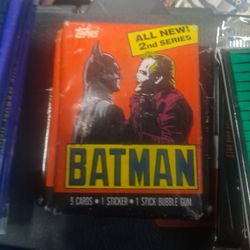 TOPPS
ALL NEW!
2nd SERIES
BATMAN
9 CARDS • 1 STICKER • 1 STICK BUBBLE GUM